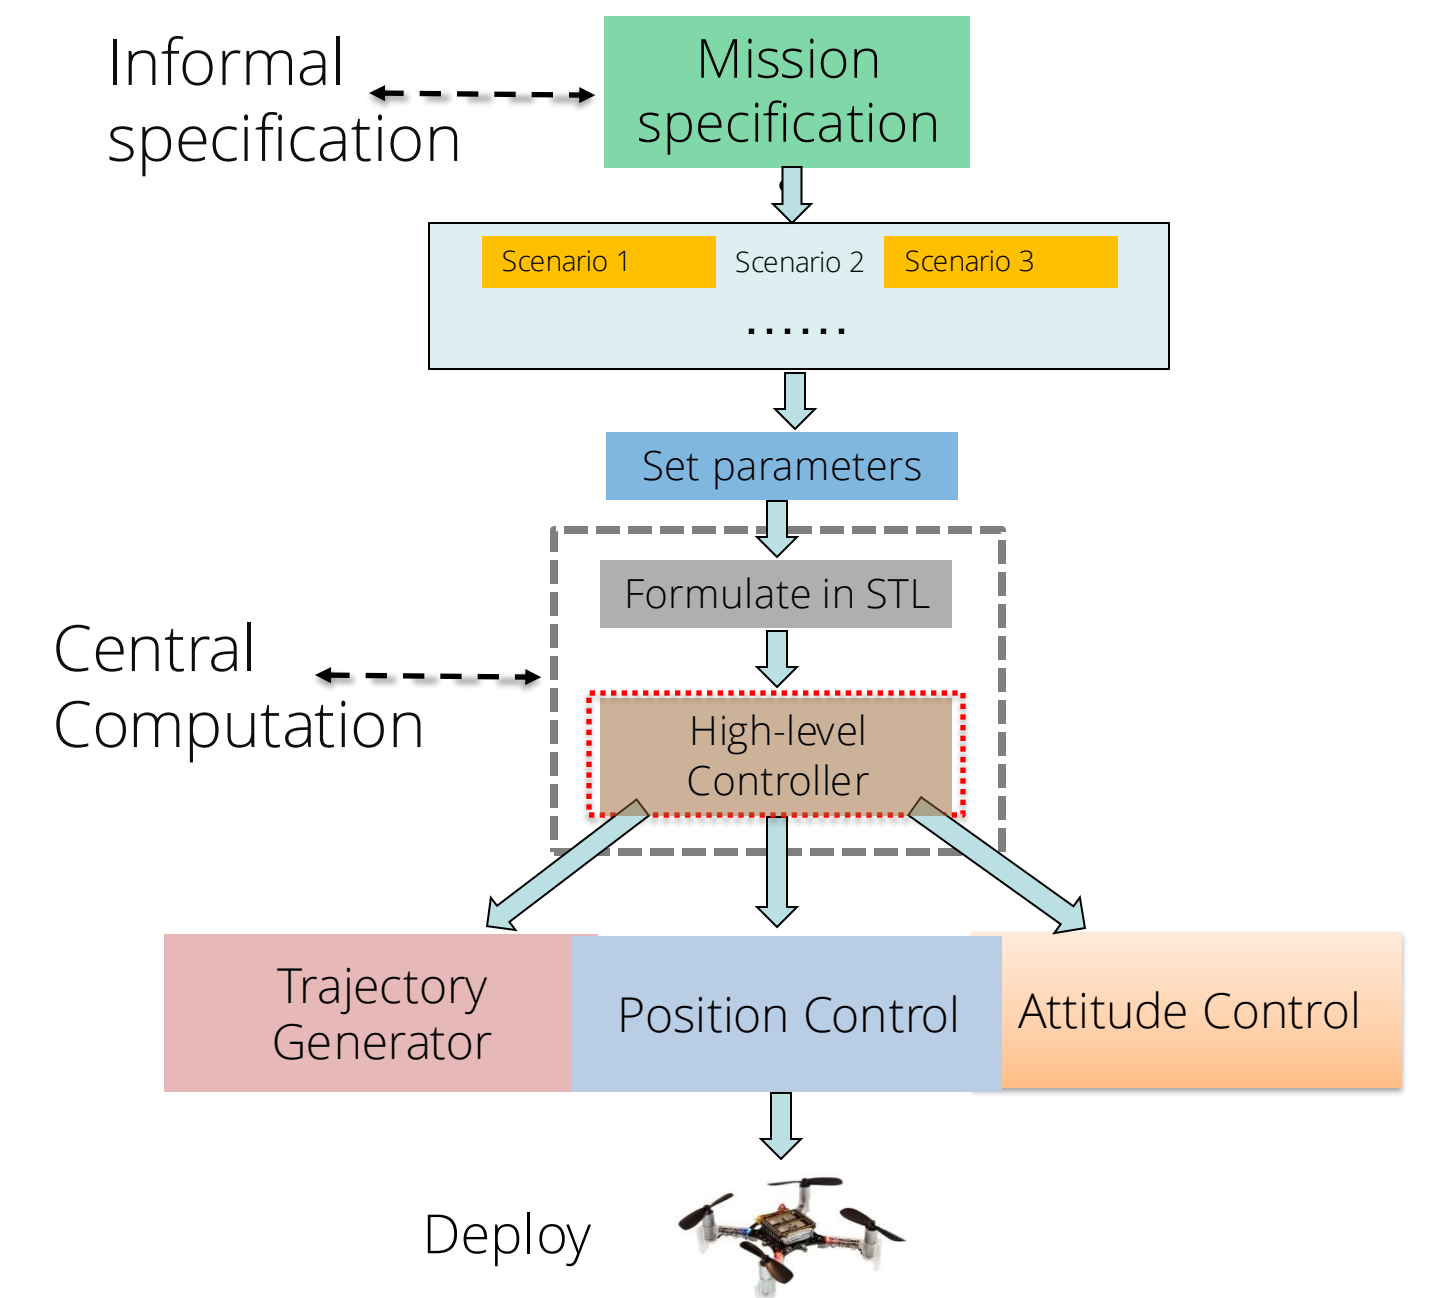 Informal
specification
Mission
specification
Scenario 1
Scenario 2
Scenario 3
......
Set parameters
Formulate in STL
Central
Computation
High-level
Controller
Trajectory
Generator
Position Control
Attitude Control
Deploy